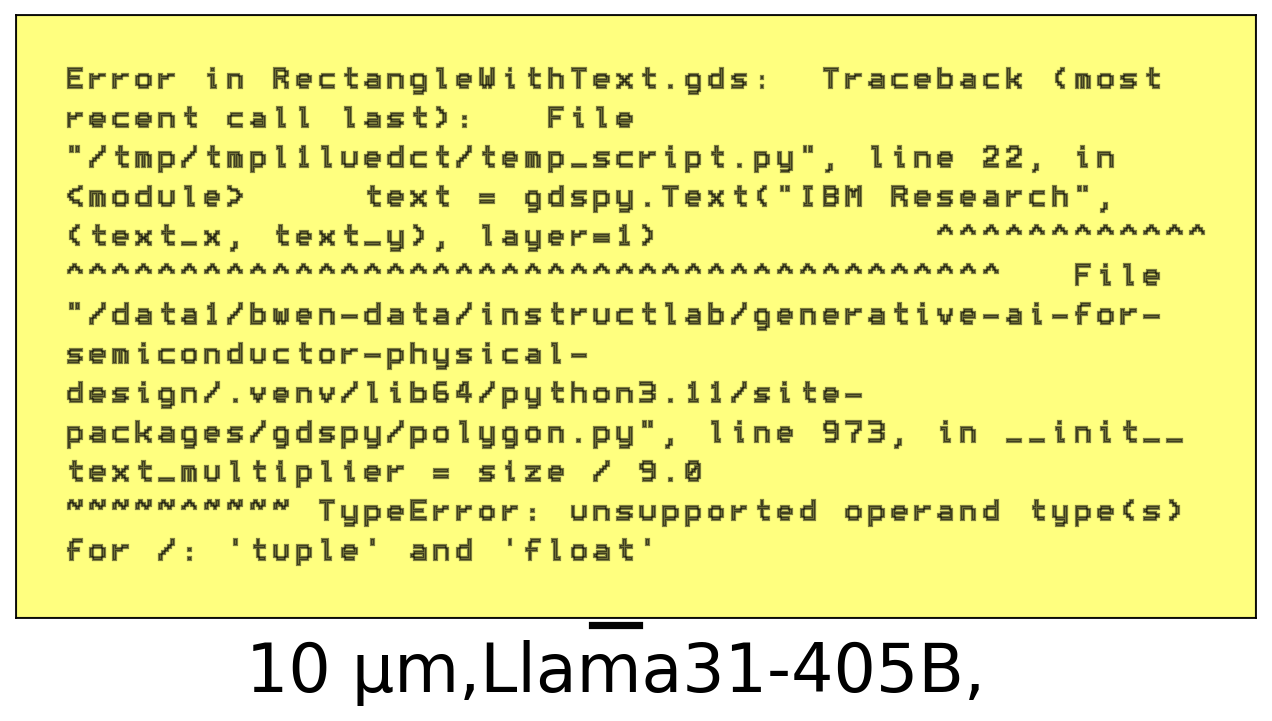 Error in RectangleWithText.gds:  Traceback (most
recent call last):   File
"/tmp/tmpl1luedct/temp_script.py", line 22, in
<module>     text = gdspy.Text("IBM Research",
(text_x, text_y), layer=1)            ^^^^^^^^^^^^
^^^^^^^^^^^^^^^^^^^^^^^^^^^^^^^^^^^^^^^^^   File
"/data1/bwen-data/instructlab/generative-ai-for-
semiconductor-physical-
design/.venv/lib64/python3.11/site-
packages/gdspy/polygon.py", line 973, in __init__
text_multiplier = size / 9.0
~~~~~^~~~~ TypeError: unsupported operand type(s)
for /: 'tuple' and 'float'
10 μm,Llama31-405B,